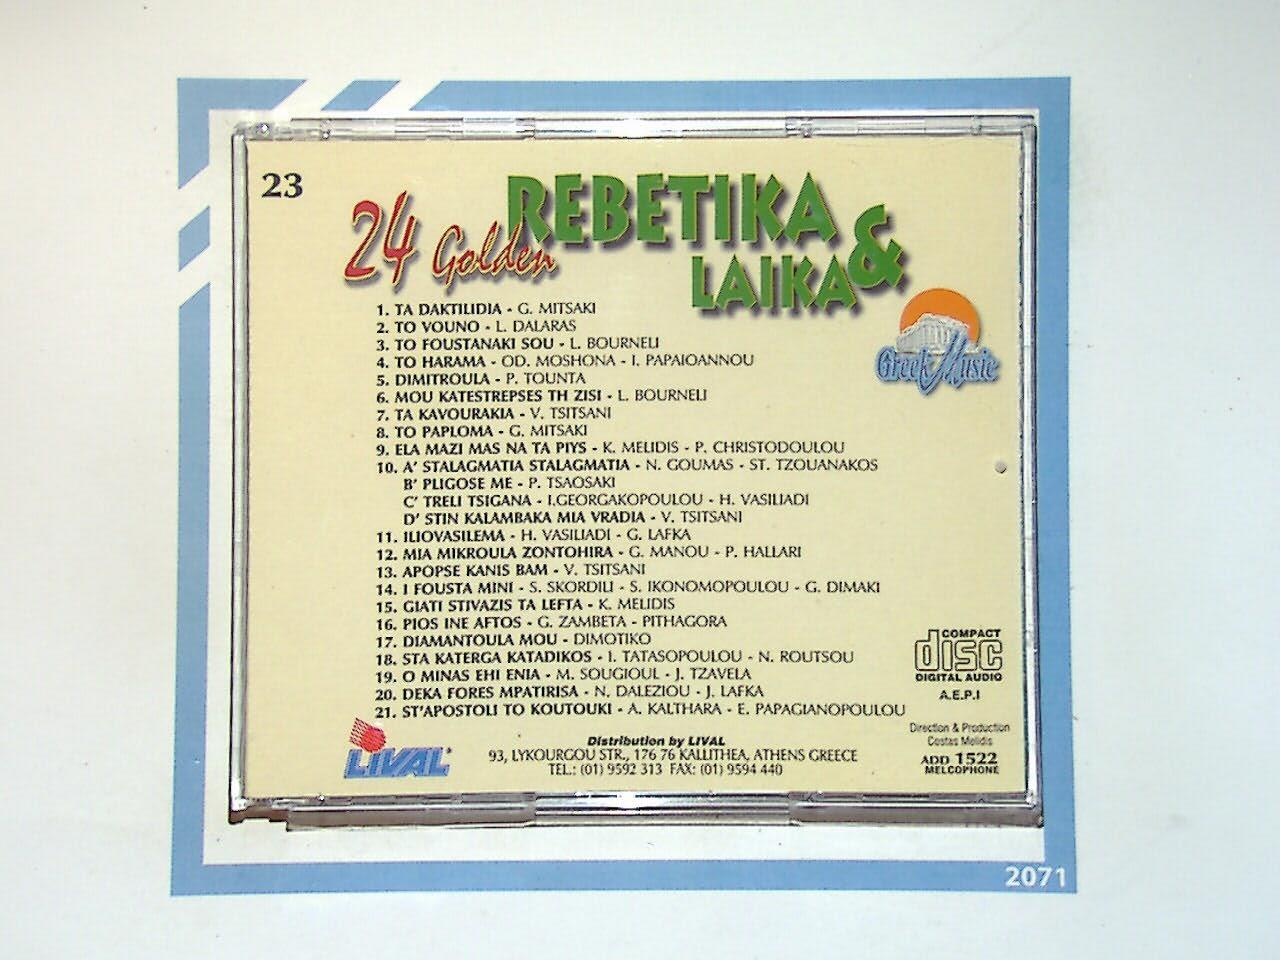 23
24 Golden REBETIKA
& LAIKA
1. TA DAKTILIDIA - G. MITSAKI
2. TO VOUNO - L. DALARAS
3. TO FOUSTANAKI SOU - L. BOURNELI
4. TO HARAMA - OD. MOSHONA - I. PAPAIOANNOU
5. DIMITROULA - P. TOUNTA
6. MOU KATESTREPSES TH ZISI - L. BOURNELI
7. TA KAVOURAKIA - V. TSITSANI
8. TO PAPLOMA - G. MITSAKI
9. ELA MAZI MAS NA TA PIYS - K. MELIDIS - P. CHRISTODOULOU
10. A' STALAGMATIA STALAGMATIA - N. GOUMAS - ST. TZOUANAKOS
B' PLIGOSE ME - P. TSAOSAKI
C' TRELI TSIGANA - I.GEORGAKOPOULOU - H. VASILIADI
D' STIN KALAMBAKA MIA VRADIA - V. TSITSANI
11. ILIOVASILEMA - H. VASILIADI - G. LAFKA
12. MIA MIKROULA ZONTOHIRA - G. MANOU - P. HALLARI
13. APOPSE KANIS BAM - V. TSITSANI
14. I FOUSTA MINI - S. SKORDILI - S. IKONOMOPOULOU - G. DIMAKI
15. GIATI STIVAZIS TA LEFTA - K. MELIDIS
16. PIOS INE AFTOS - G. ZAMBETA - PITHAGORA
17. DIAMANTOULA MOU - DIMOTIKO
18. STA KATERGA KATADIKOS - I. TATASOPOULOU - N. ROUTSOU
19. O MINAS EHI ENIA - M. SOUGIOUL - J. TZAVELA
20. DEKA FORES MPATIRISA - N. DALEZIOU - J. LAFKA
21. ST'APOSTOLI TO KOUTOUKI - A. KALTHARA - E. PAPAGIANOPOULOU
Greek Music
COMPACT
disc
DIGITAL AUDIO
A.E.P.I
Direction & Production
Costas Melidis
ADD 1522
MELCOPHONE
LIVAL
Distribution by LIVAL
93, LYKOURGOU STR., 176 76 KALLITHEA, ATHENS GREECE
TEL.: (01) 9592 313 FAX: (01) 9594 440
2071